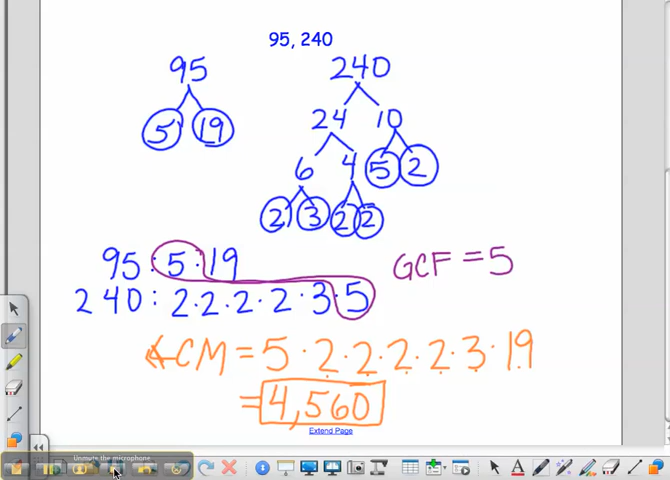 95, 240
95
240
5 19
24 10
6 4 5 2
2 3 2 2
95 : 5 · 19
GCF = 5
240 : 2 · 2 · 2 · 2 · 3 · 5
LCM = 5 · 2 · 2 · 2 · 2 · 3 · 19
= 4,560
Extend Page
Unmute the microphone